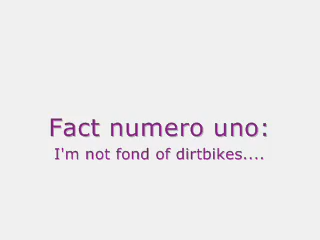 Fact numero uno:
I'm not fond of dirtbikes....